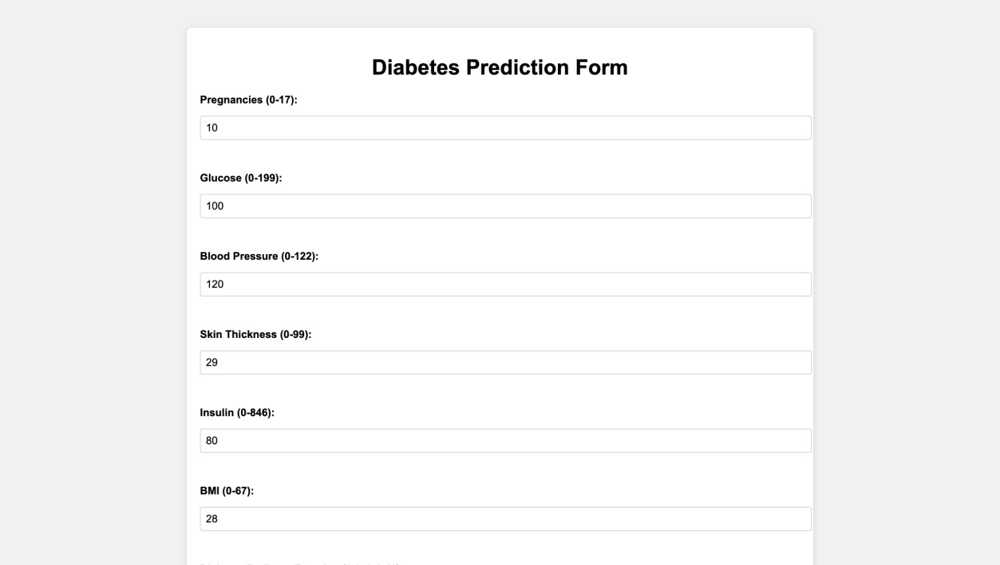 Diabetes Prediction Form
Pregnancies (0-17):
10
Glucose (0-199):
100
Blood Pressure (0-122):
120
Skin Thickness (0-99):
29
Insulin (0-846):
80
BMI (0-67):
28